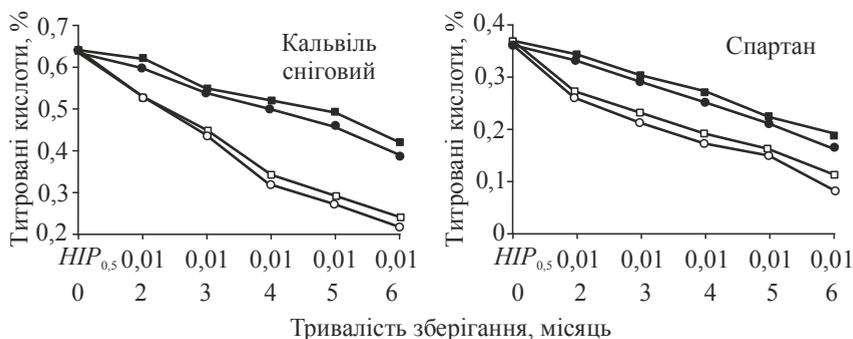 Титровані кислоти, %
0,7
0,6
0,5
0,4
0,3
0,2
Кальвіль
сніговий
HIP0,5 0,01 0,01 0,01 0,01 0,01
0 2 3 4 5 6
Титровані кислоти, %
0,4
0,3
0,2
0,1
0
Спартан
HIP0,5 0,01 0,01 0,01 0,01 0,01
0 2 3 4 5 6
Тривалість зберігання, місяць